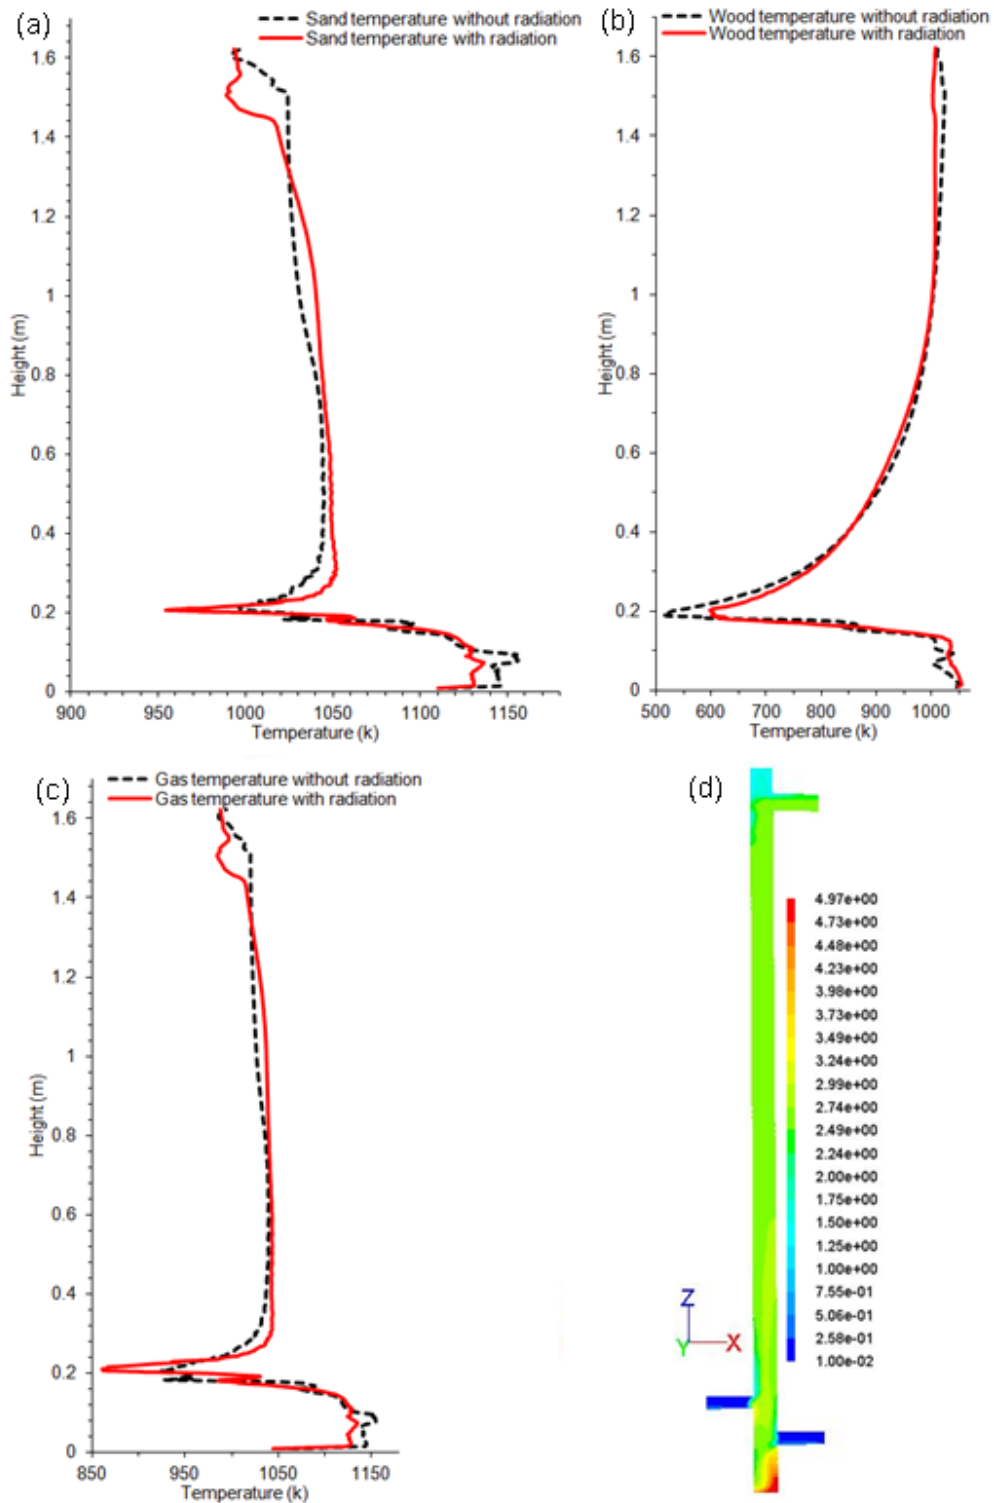 (a)
Sand temperature without radiation
Sand temperature with radiation
1.6
1.4
1.2
1
0.8
0.6
0.4
0.2
0
Height (m)
900 950 1000 1050 1100 1150
Temperature (k)
(b)
Wood temperature without radiation
Wood temperature with radiation
1.6
1.4
1.2
1
0.8
0.6
0.4
0.2
0
Height (m)
500 600 700 800 900 1000
Temperature (k)
(c)
Gas temperature without radiation
Gas temperature with radiation
1.6
1.4
1.2
1
0.8
0.6
0.4
0.2
0
Height (m)
850 950 1050 1150
Temperature (k)
(d)
4.97e+00
4.73e+00
4.48e+00
4.23e+00
3.98e+00
3.73e+00
3.49e+00
3.24e+00
2.99e+00
2.74e+00
2.49e+00
2.24e+00
2.00e+00
1.75e+00
1.50e+00
1.25e+00
1.00e+00
7.55e-01
5.06e-01
2.58e-01
1.00e-02
Z
Y X